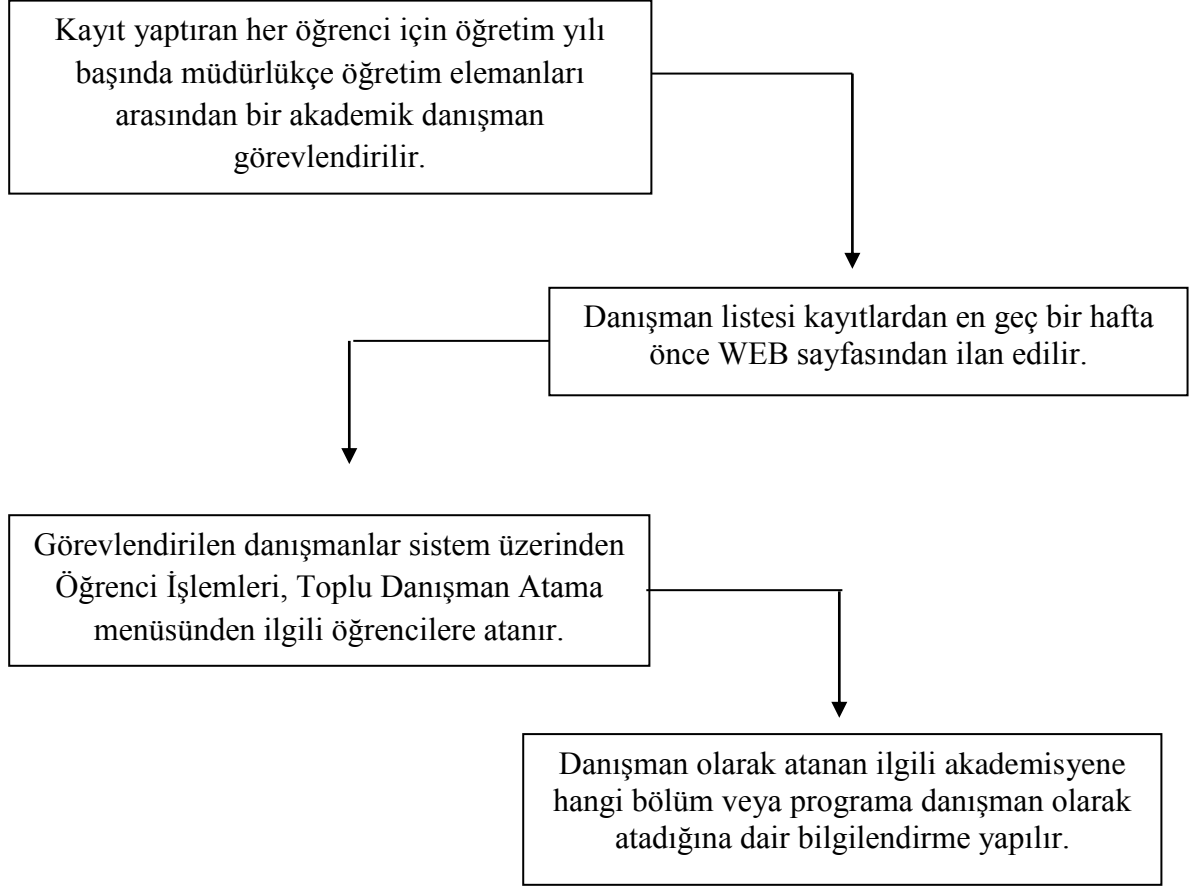 Kayıt yaptıran her öğrenci için öğretim yılı
başında müdürlükçe öğretim elemanları
arasından bir akademik danışman
görevlendirilir.
Danışman listesi kayıtlardan en geç bir hafta
önce WEB sayfasından ilan edilir.
Görevlendirilen danışmanlar sistem üzerinden
Öğrenci İşlemleri, Toplu Danışman Atama
menüsünden ilgili öğrencilere atanır.
Danışman olarak atanan ilgili akademisyene
hangi bölüm veya programa danışman olarak
atadığına dair bilgilendirme yapılır.